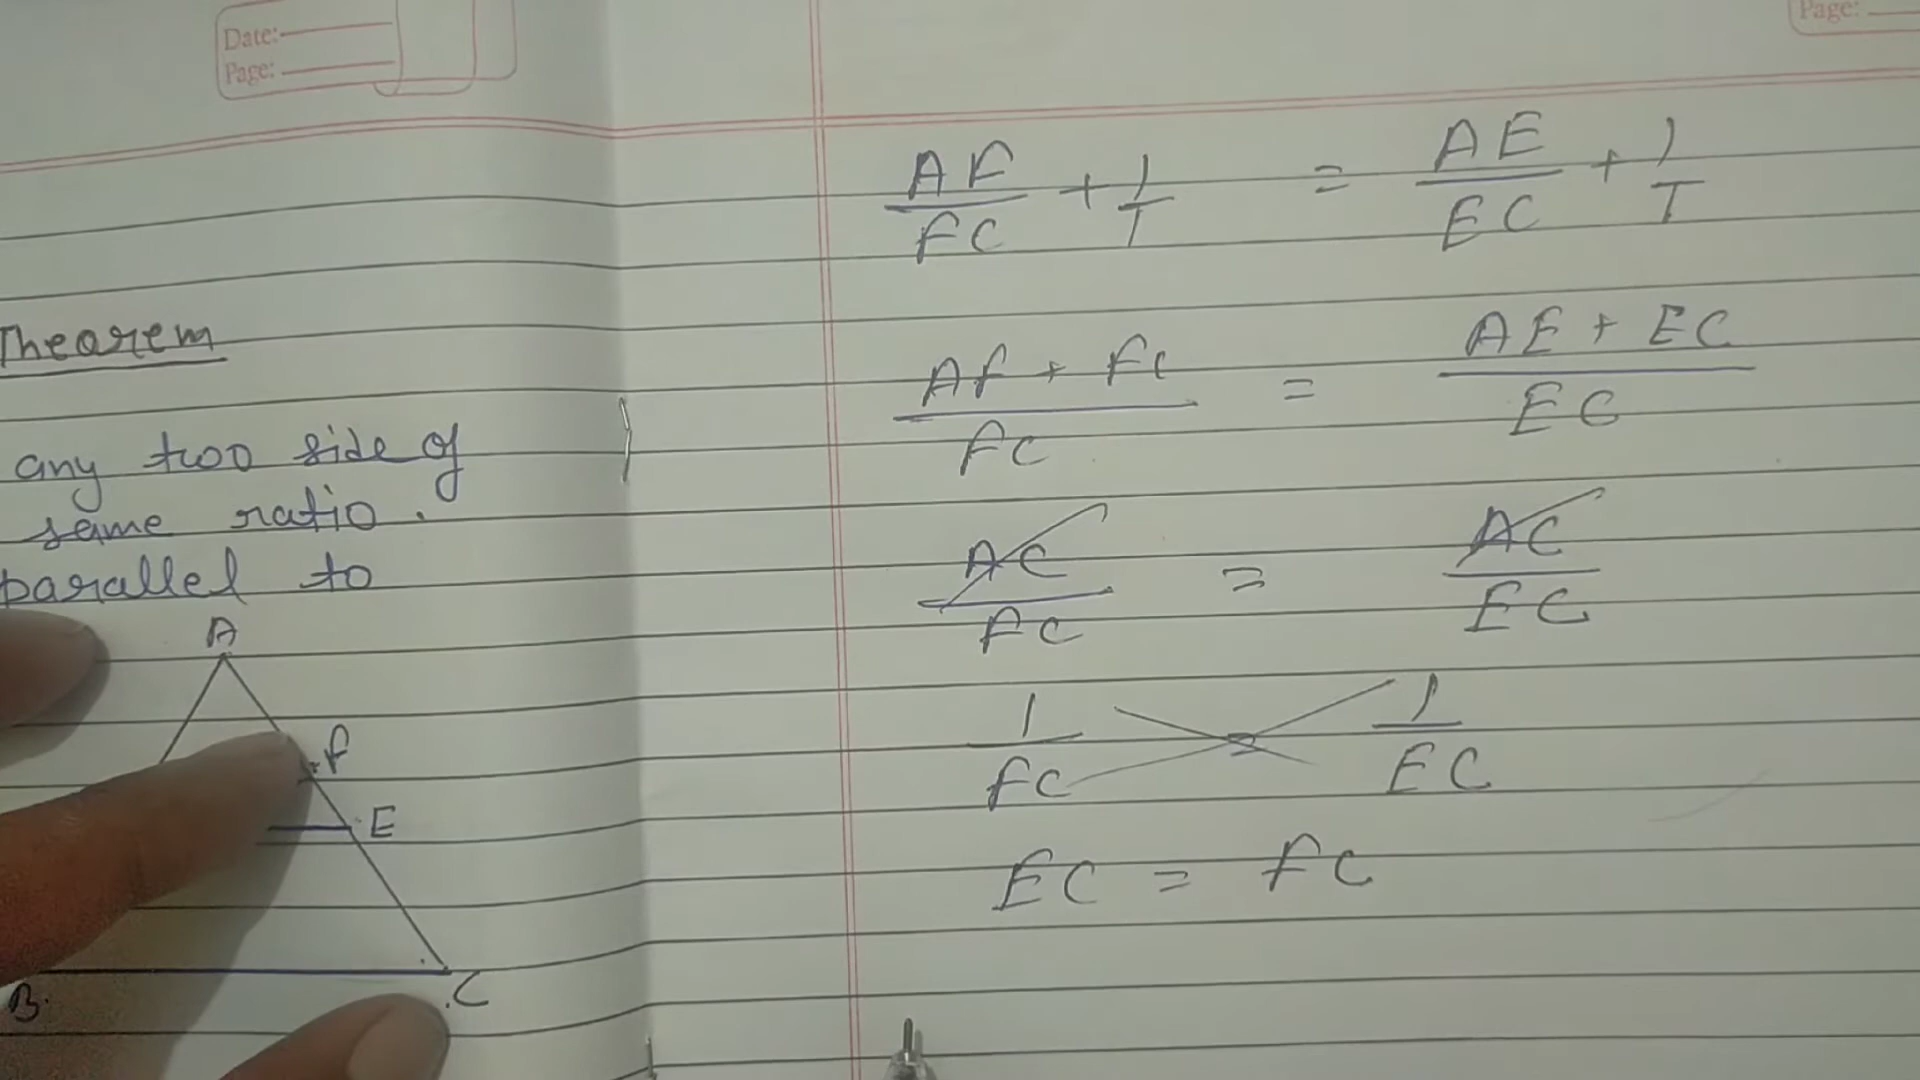 Date:
Page:
Page:
Theorem
any two side of
same ratio.
parallel to
A
F
E
B
C
AF/FC + 1/1 = AE/EC + 1/1
AF + FC/FC = AE + EC/EC
AC/FC = AC/EC
1/FC = 1/EC
EC = FC